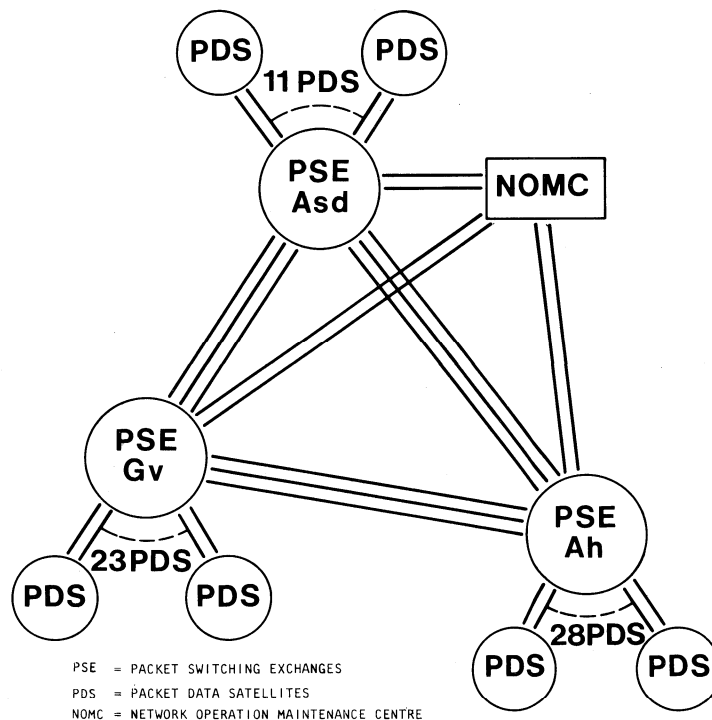 PDS
PDS
11 PDS
PSE
Asd
NOMC
PSE
Gv
PSE
Ah
23PDS
PDS
PDS
28PDS
PDS
PDS
PSE = PACKET SWITCHING EXCHANGES
PDS = PACKET DATA SATELLITES
NOMC = NETWORK OPERATION MAINTENANCE CENTRE